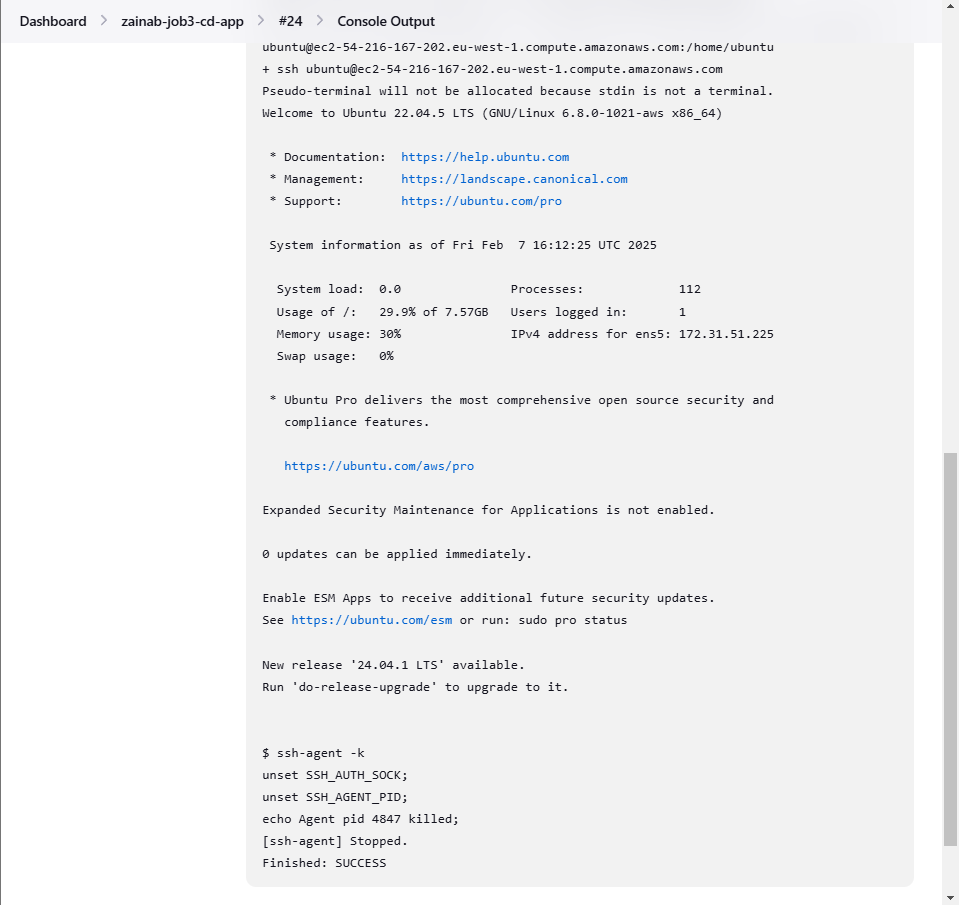 Dashboard > zainab-job3-cd-app > #24 > Console Output
ubuntu@ec2-54-216-167-202.eu-west-1.compute.amazonaws.com:/home/ubuntu
+ ssh ubuntu@ec2-54-216-167-202.eu-west-1.compute.amazonaws.com
Pseudo-terminal will not be allocated because stdin is not a terminal.
Welcome to Ubuntu 22.04.5 LTS (GNU/Linux 6.8.0-1021-aws x86_64)
* Documentation:  https://help.ubuntu.com
* Management:     https://landscape.canonical.com
* Support:        https://ubuntu.com/pro
System information as of Fri Feb  7 16:12:25 UTC 2025
System load:  0.0               Processes:             112
Usage of /:   29.9% of 7.57GB   Users logged in:       1
Memory usage: 30%               IPv4 address for ens5: 172.31.51.225
Swap usage:   0%
* Ubuntu Pro delivers the most comprehensive open source security and
compliance features.
https://ubuntu.com/aws/pro
Expanded Security Maintenance for Applications is not enabled.
0 updates can be applied immediately.
Enable ESM Apps to receive additional future security updates.
See https://ubuntu.com/esm or run: sudo pro status
New release '24.04.1 LTS' available.
Run 'do-release-upgrade' to upgrade to it.
$ ssh-agent -k
unset SSH_AUTH_SOCK;
unset SSH_AGENT_PID;
echo Agent pid 4847 killed;
[ssh-agent] Stopped.
Finished: SUCCESS